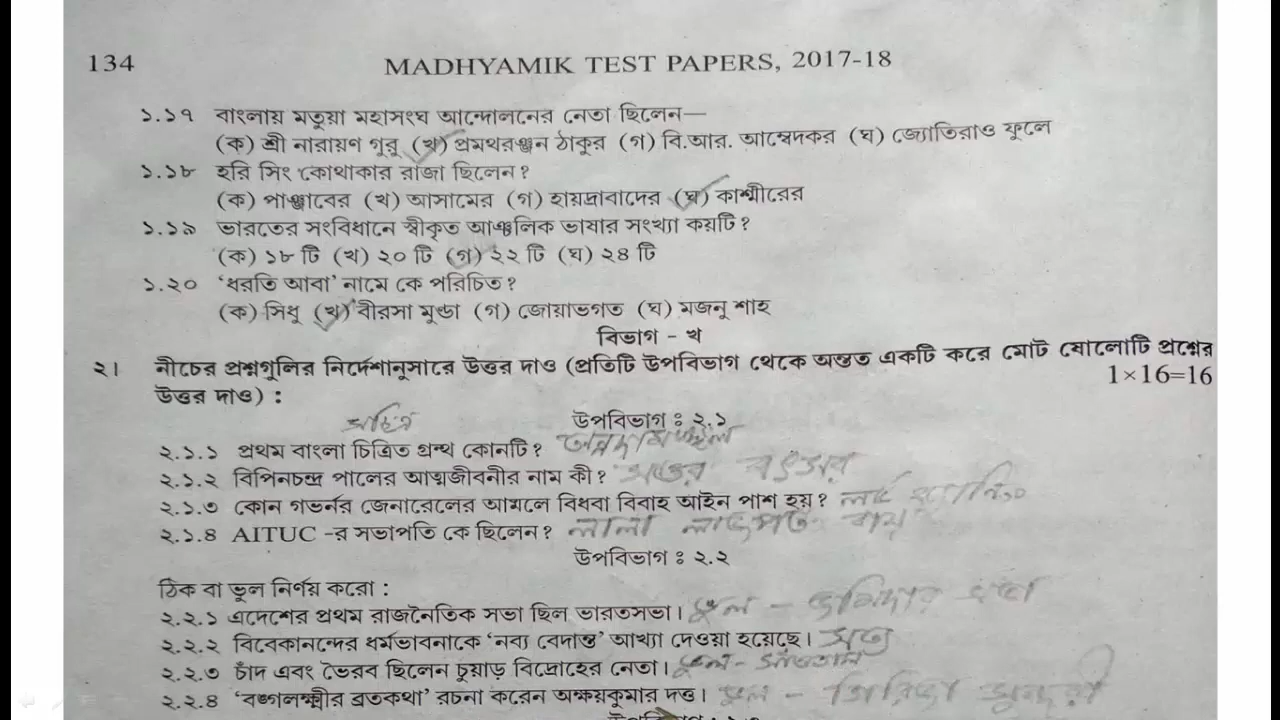 134
MADHYAMIK TEST PAPERS, 2017-18
১.১৭ বাংলায় মতুয়া মহাসংঘ আন্দোলনের নেতা ছিলেন—
(ক) শ্রী নারায়ণ গুরু (খ) প্রমথরঞ্জন ঠাকুর (গ) বি.আর. আম্বেদকর (ঘ) জ্যোতিরাও ফুলে
১.১৮ হরি সিং কোথাকার রাজা ছিলেন?
(ক) পাঞ্জাবের (খ) আসামের (গ) হায়দ্রাবাদের (ঘ) কাশ্মীরের
১.১৯ ভারতের সংবিধানে স্বীকৃত আঞ্চলিক ভাষার সংখ্যা কয়টি?
(ক) ১৮ টি (খ) ২০ টি (গ) ২২ টি (ঘ) ২৪ টি
১.২০ ‘ধরতি আবা’ নামে কে পরিচিত?
(ক) সিধু (খ) বীরসা মুণ্ডা (গ) জোয়াভগত (ঘ) মজনু শাহ
বিভাগ - খ
২। নীচের প্রশ্নগুলির নির্দেশানুসারে উত্তর দাও (প্রতিটি উপবিভাগ থেকে অন্তত একটি করে মোট ষোলোটি প্রশ্নের
উত্তর দাও) :
1×16=16
সচিত্র
উপবিভাগ : ২.১
২.১.১ প্রথম বাংলা চিত্রিত গ্রন্থ কোনটি? অন্নদামঙ্গল
২.১.২ বিপিনচন্দ্র পালের আত্মজীবনীর নাম কী? সত্তর বৎসর
২.১.৩ কোন গভর্নর জেনারেলের আমলে বিধবা বিবাহ আইন পাশ হয়? লর্ড
২.১.৪ AITUC -র সভাপতি কে ছিলেন? লালা লাজপত রায়
উপবিভাগ : ২.২
ঠিক বা ভুল নির্ণয় করো :
২.২.১ এদেশের প্রথম রাজনৈতিক সভা ছিল ভারতসভা। ভুল - জমিদার সভা
২.২.২ বিবেকানন্দের ধর্মভাবনাকে ‘নব্য বেদান্ত’ আখ্যা দেওয়া হয়েছে। সত্য
২.২.৩ চাঁদ এবং ভৈরব ছিলেন চুয়াড় বিদ্রোহের নেতা। ভুল - সাঁওতাল
২.২.৪ ‘বঙ্গলক্ষ্মীর ব্রতকথা’ রচনা করেন অক্ষয়কুমার দত্ত। ভুল -